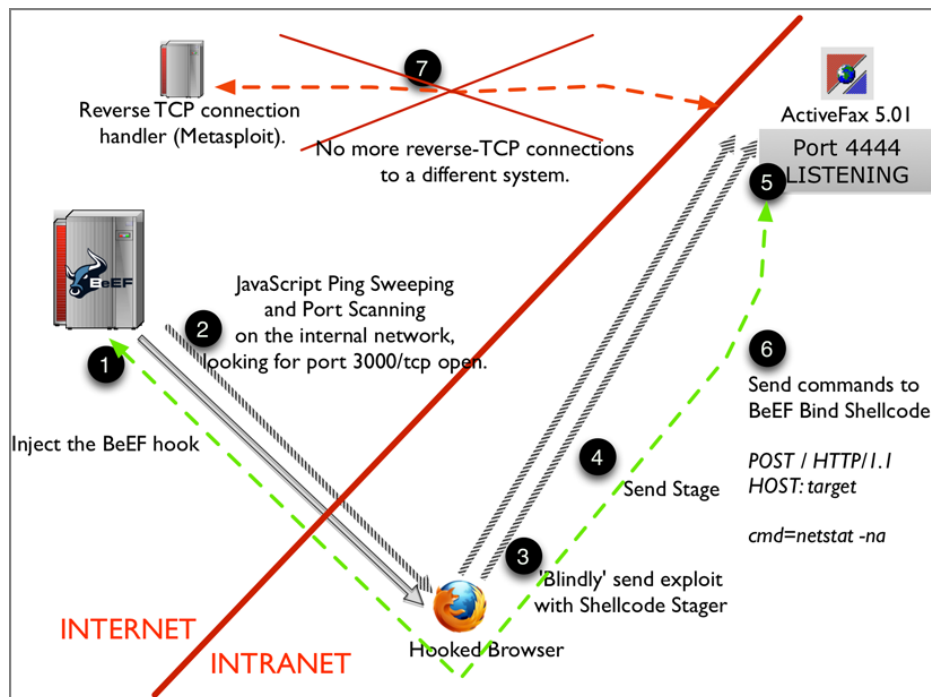 7
Reverse TCP connection
handler (Metasploit).
No more reverse-TCP connections
to a different system.
ActiveFax 5.01
Port 4444
LISTENING
5
BeEF
JavaScript Ping Sweeping
and Port Scanning
on the internal network,
looking for port 3000/tcp open.
2
1
Inject the BeEF hook
6
Send commands to
BeEF Bind Shellcode
POST / HTTP/1.1
HOST: target
cmd=netstat -na
4
Send Stage
3
'Blindly' send exploit
with Shellcode Stager
Hooked Browser
INTERNET
INTRANET